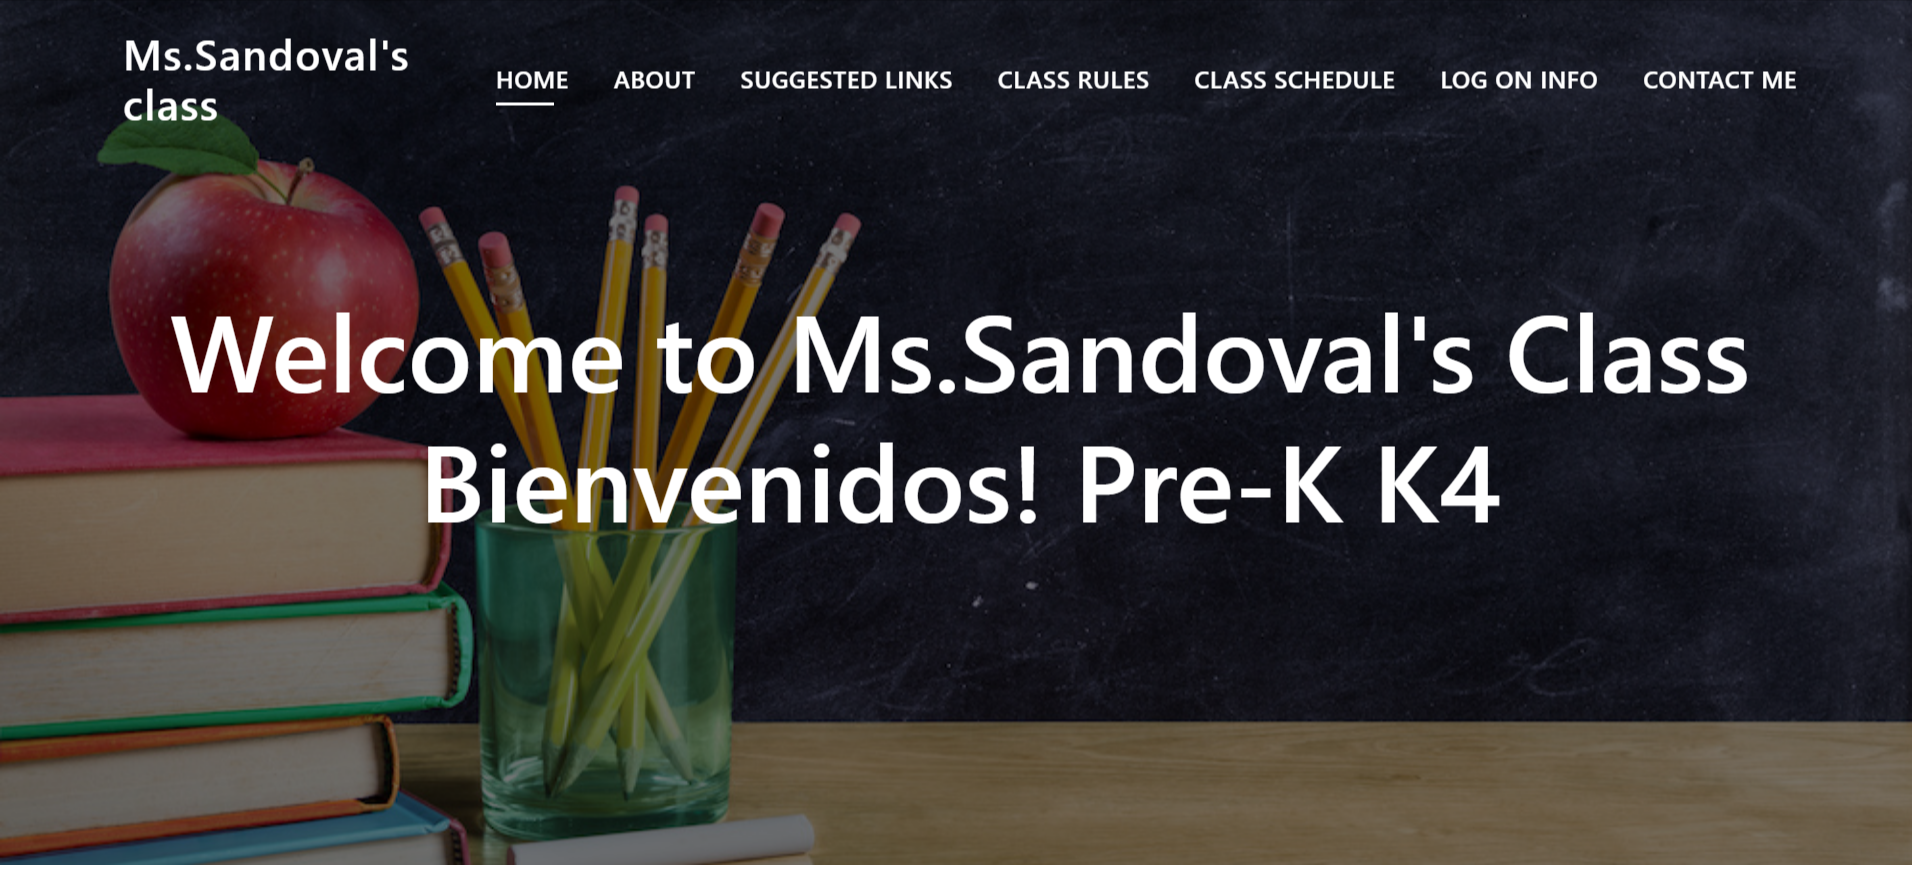 Ms.Sandoval's
class
HOME
ABOUT
SUGGESTED LINKS
CLASS RULES
CLASS SCHEDULE
LOG ON INFO
CONTACT ME
Welcome to Ms.Sandoval's Class
Bienvenidos! Pre-K K4